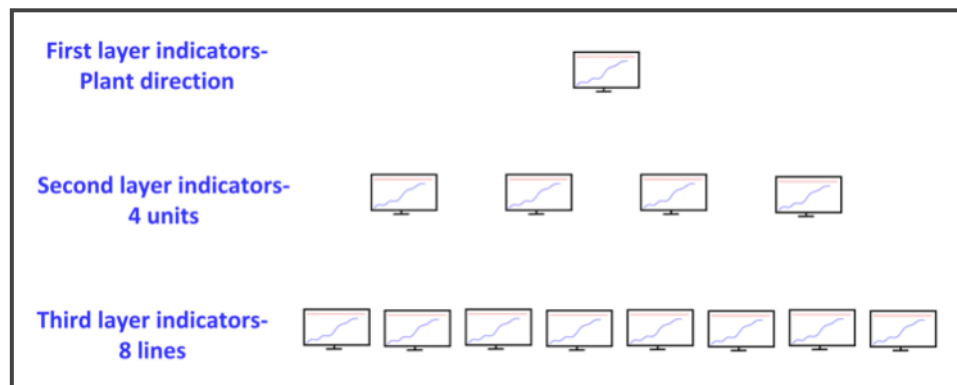 First layer indicators-
Plant direction
Second layer indicators-
4 units
Third layer indicators-
8 lines